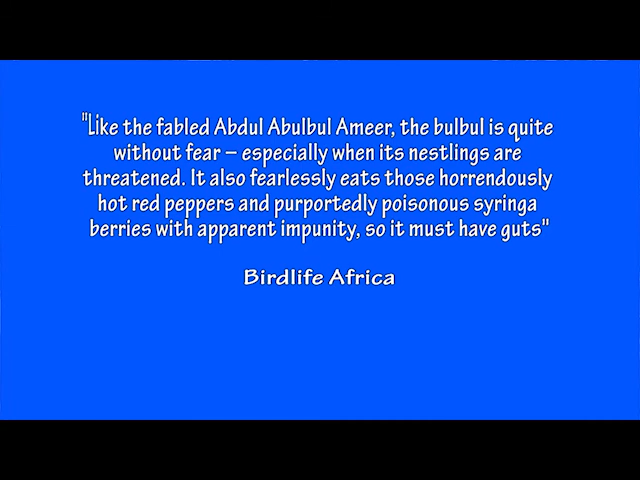 "Like the fabled Abdul Abulbul Ameer, the bulbul is quite
without fear – especially when its nestlings are
threatened. It also fearlessly eats those horrendously
hot red peppers and purportedly poisonous syringa
berries with apparent impunity, so it must have guts"
Birdlife Africa